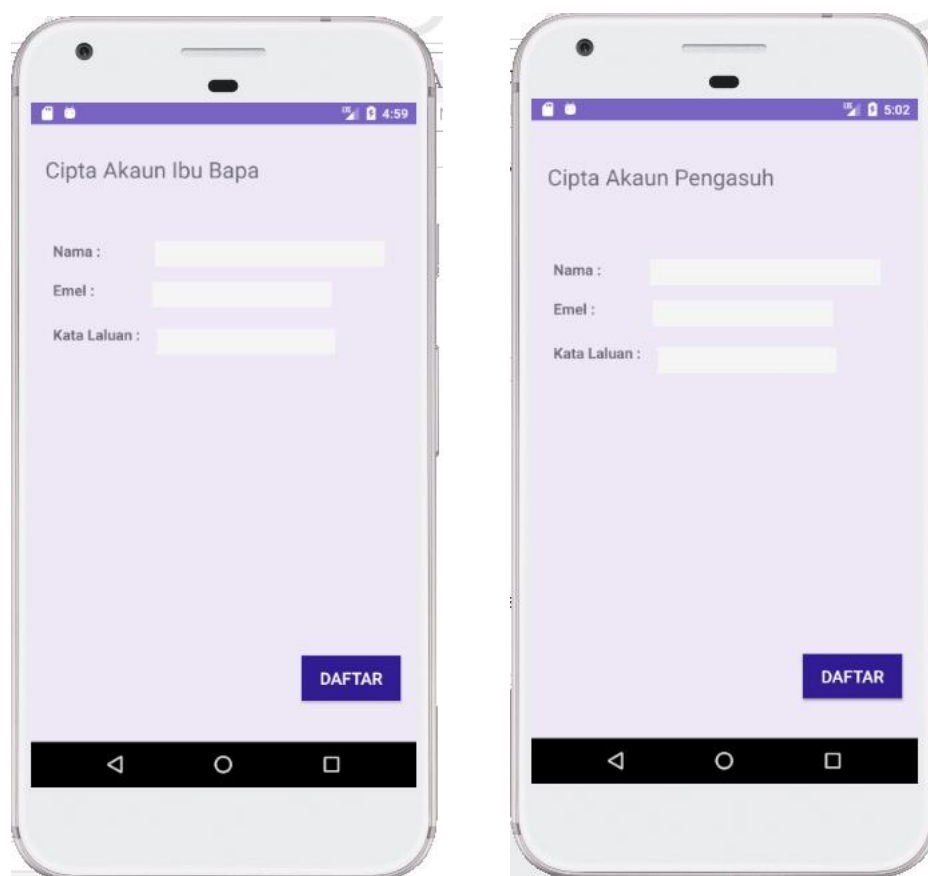 4:59
Cipta Akaun Ibu Bapa
Nama :
Emel :
Kata Laluan :
DAFTAR
5:02
Cipta Akaun Pengasuh
Nama :
Emel :
Kata Laluan :
DAFTAR